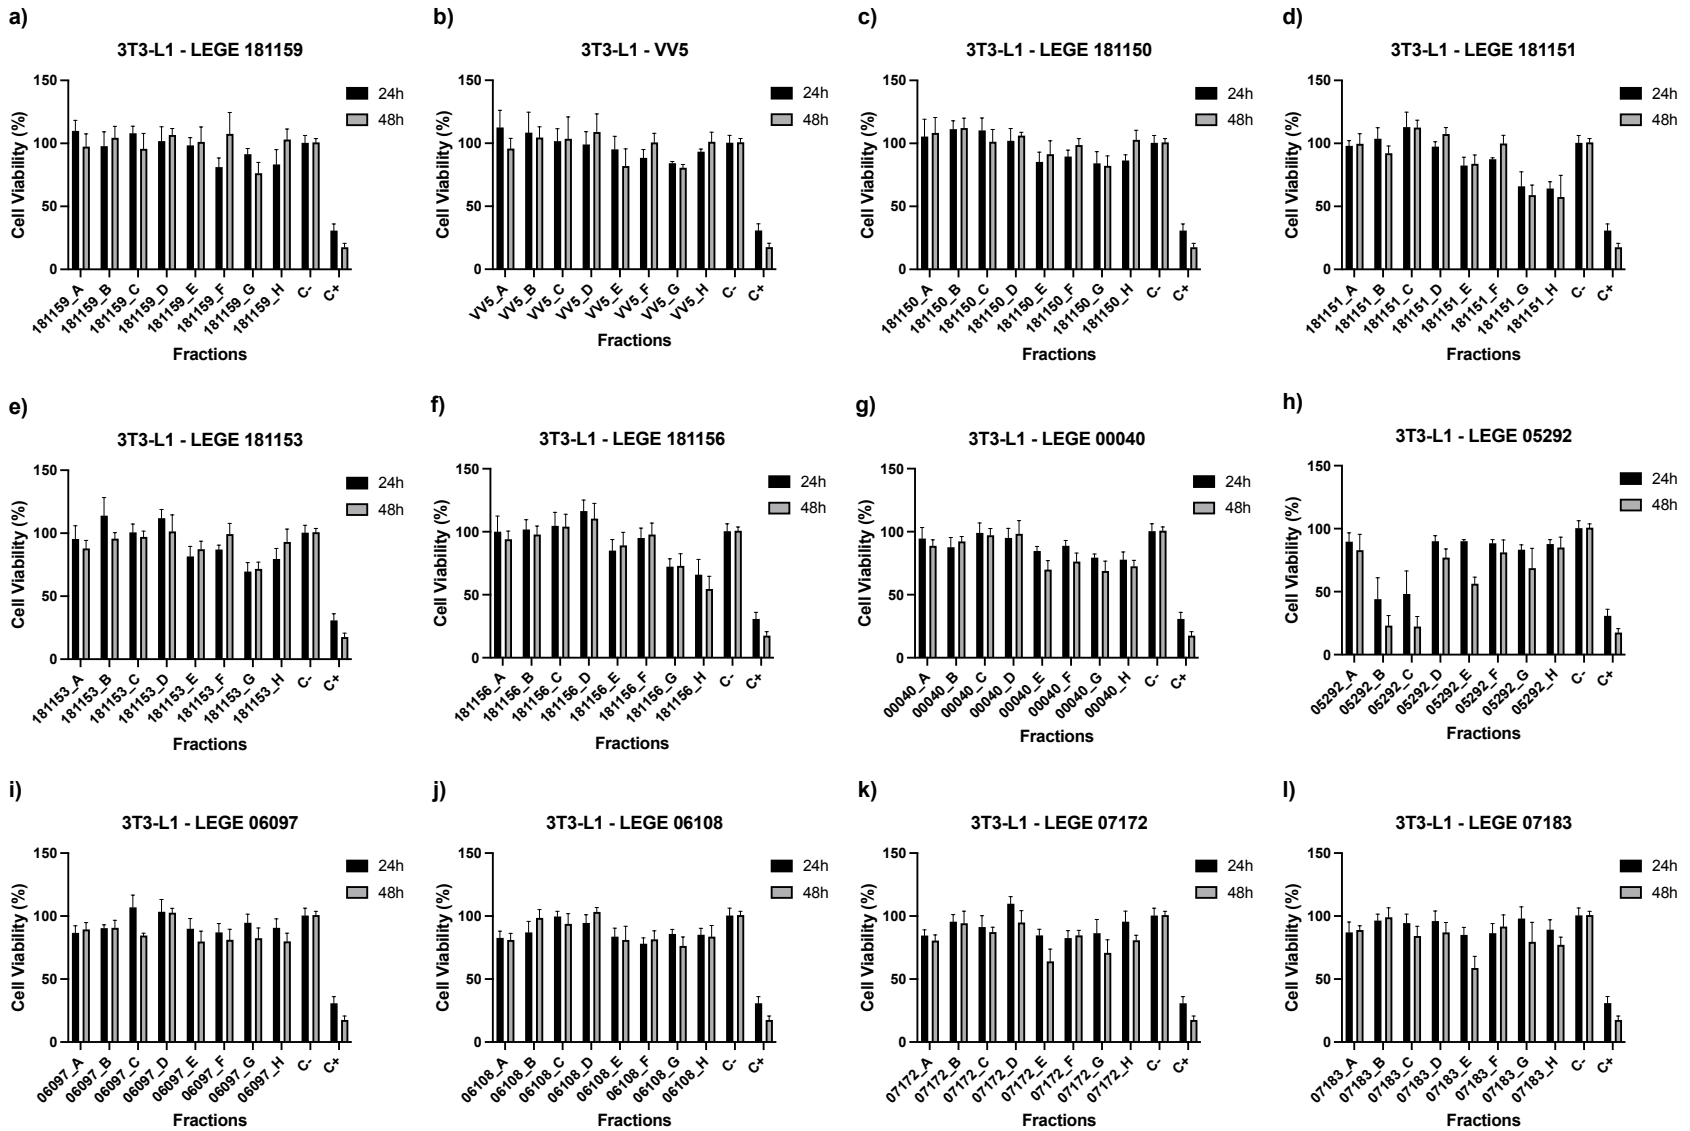 a)
3T3-L1 - LEGE 181159
Cell Viability (%)
150
100
50
0
24h
48h
181159_A
181159_B
181159_C
181159_D
181159_E
181159_F
181159_G
181159_H
C-
C+
Fractions
b)
3T3-L1 - VV5
Cell Viability (%)
150
100
50
0
24h
48h
VV5_A
VV5_B
VV5_C
VV5_D
VV5_E
VV5_F
VV5_G
VV5_H
C-
C+
Fractions
c)
3T3-L1 - LEGE 181150
Cell Viability (%)
150
100
50
0
24h
48h
181150_A
181150_B
181150_C
181150_D
181150_E
181150_F
181150_G
181150_H
C-
C+
Fractions
d)
3T3-L1 - LEGE 181151
Cell Viability (%)
150
100
50
0
24h
48h
181151_A
181151_B
181151_C
181151_D
181151_E
181151_F
181151_G
181151_H
C-
C+
Fractions
e)
3T3-L1 - LEGE 181153
Cell Viability (%)
150
100
50
0
24h
48h
181153_A
181153_B
181153_C
181153_D
181153_E
181153_F
181153_G
181153_H
C-
C+
Fractions
f)
3T3-L1 - LEGE 181156
Cell Viability (%)
150
100
50
0
24h
48h
181156_A
181156_B
181156_C
181156_D
181156_E
181156_F
181156_G
181156_H
C-
C+
Fractions
g)
3T3-L1 - LEGE 00040
Cell Viability (%)
150
100
50
0
24h
48h
00040_A
00040_B
00040_C
00040_D
00040_E
00040_F
00040_G
00040_H
C-
C+
Fractions
h)
3T3-L1 - LEGE 05292
Cell Viability (%)
150
100
50
0
24h
48h
05292_A
05292_B
05292_C
05292_D
05292_E
05292_F
05292_G
05292_H
C-
C+
Fractions
i)
3T3-L1 - LEGE 06097
Cell Viability (%)
150
100
50
0
24h
48h
06097_A
06097_B
06097_C
06097_D
06097_E
06097_F
06097_G
06097_H
C-
C+
Fractions
j)
3T3-L1 - LEGE 06108
Cell Viability (%)
150
100
50
0
24h
48h
06108_A
06108_B
06108_C
06108_D
06108_E
06108_F
06108_G
06108_H
C-
C+
Fractions
k)
3T3-L1 - LEGE 07172
Cell Viability (%)
150
100
50
0
24h
48h
07172_A
07172_B
07172_C
07172_D
07172_E
07172_F
07172_G
07172_H
C-
C+
Fractions
l)
3T3-L1 - LEGE 07183
Cell Viability (%)
150
100
50
0
24h
48h
07183_A
07183_B
07183_C
07183_D
07183_E
07183_F
07183_G
07183_H
C-
C+
Fractions